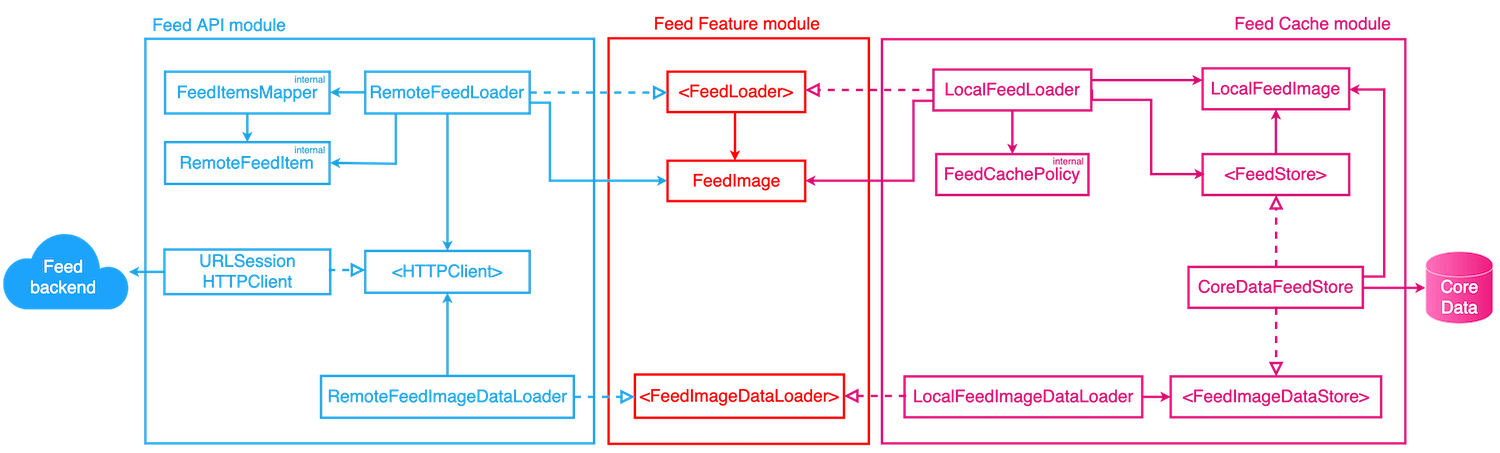 Feed API module
Feed Feature module
Feed Cache module
internal
FeedItemsMapper
RemoteFeedLoader
<FeedLoader>
LocalFeedLoader
LocalFeedImage
internal
RemoteFeedItem
FeedImage
internal
FeedCachePolicy
<FeedStore>
Feed
backend
URLSession
HTTPClient
<HTTPClient>
CoreDataFeedStore
Core
Data
RemoteFeedImageDataLoader
<FeedImageDataLoader>
LocalFeedImageDataLoader
<FeedImageDataStore>